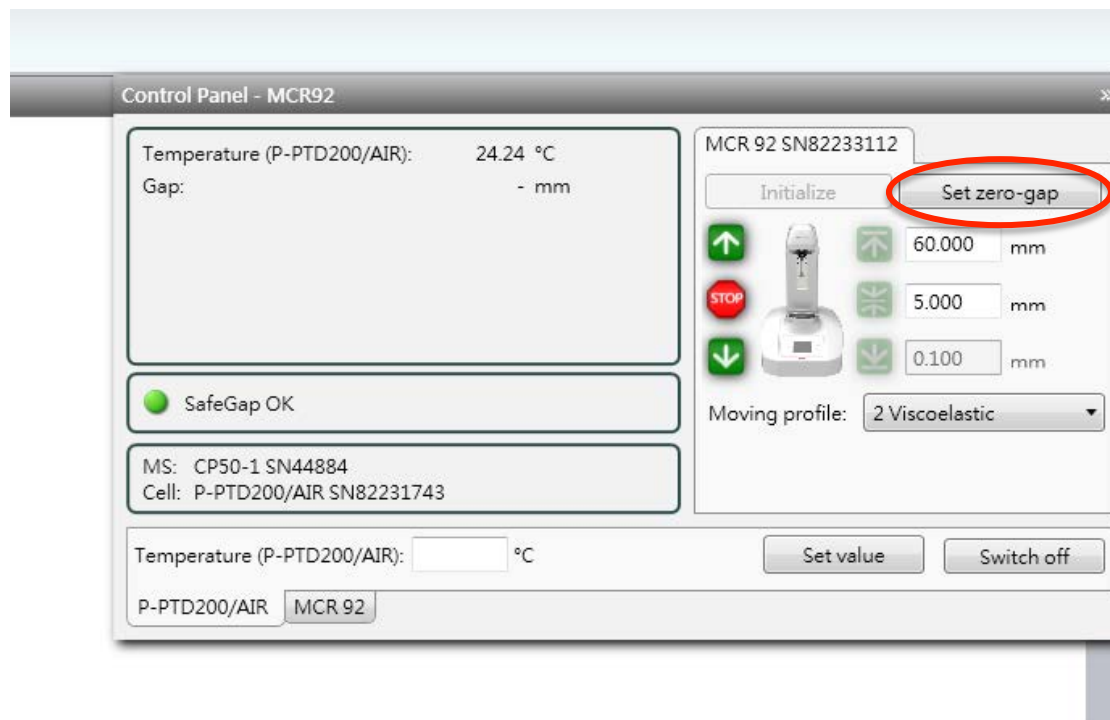 Control Panel - MCR92
»
Temperature (P-PTD200/AIR): 24.24 °C
Gap: - mm
SafeGap OK
MS: CP50-1 SN44884
Cell: P-PTD200/AIR SN82231743
MCR 92 SN82233112
Initialize Set zero-gap
60.000 mm
STOP 5.000 mm
0.100 mm
Moving profile: 2 Viscoelastic
Temperature (P-PTD200/AIR): °C Set value Switch off
P-PTD200/AIR MCR 92